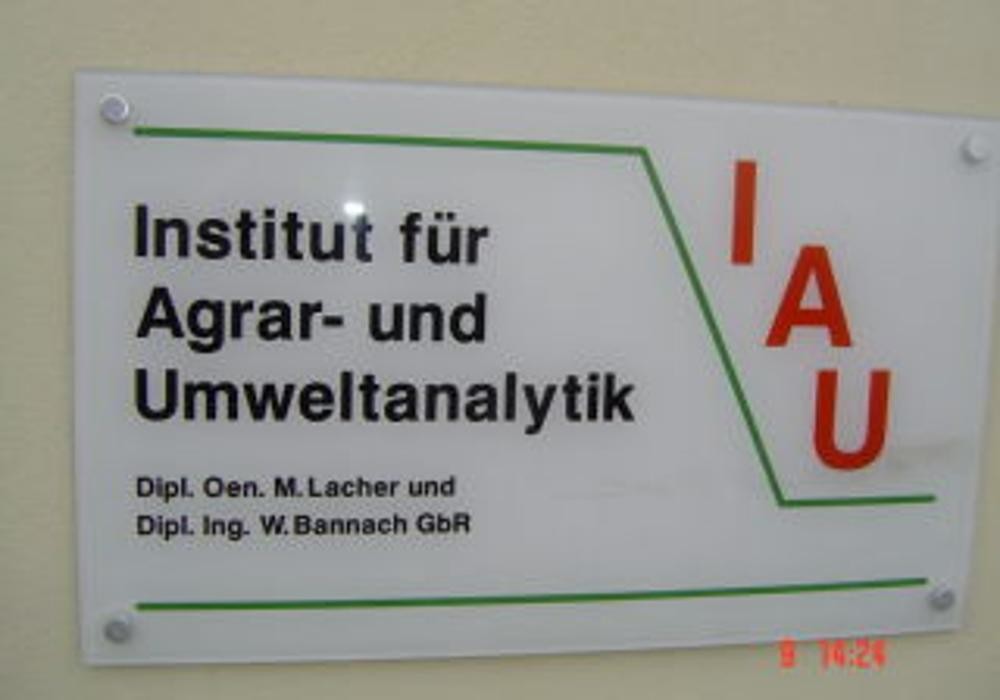 Institut für
Agrar- und
Umweltanalytik
Dipl. Oen. M. Lacher und
Dipl. Ing. W. Bannach GbR
I
A
U
9 14:24